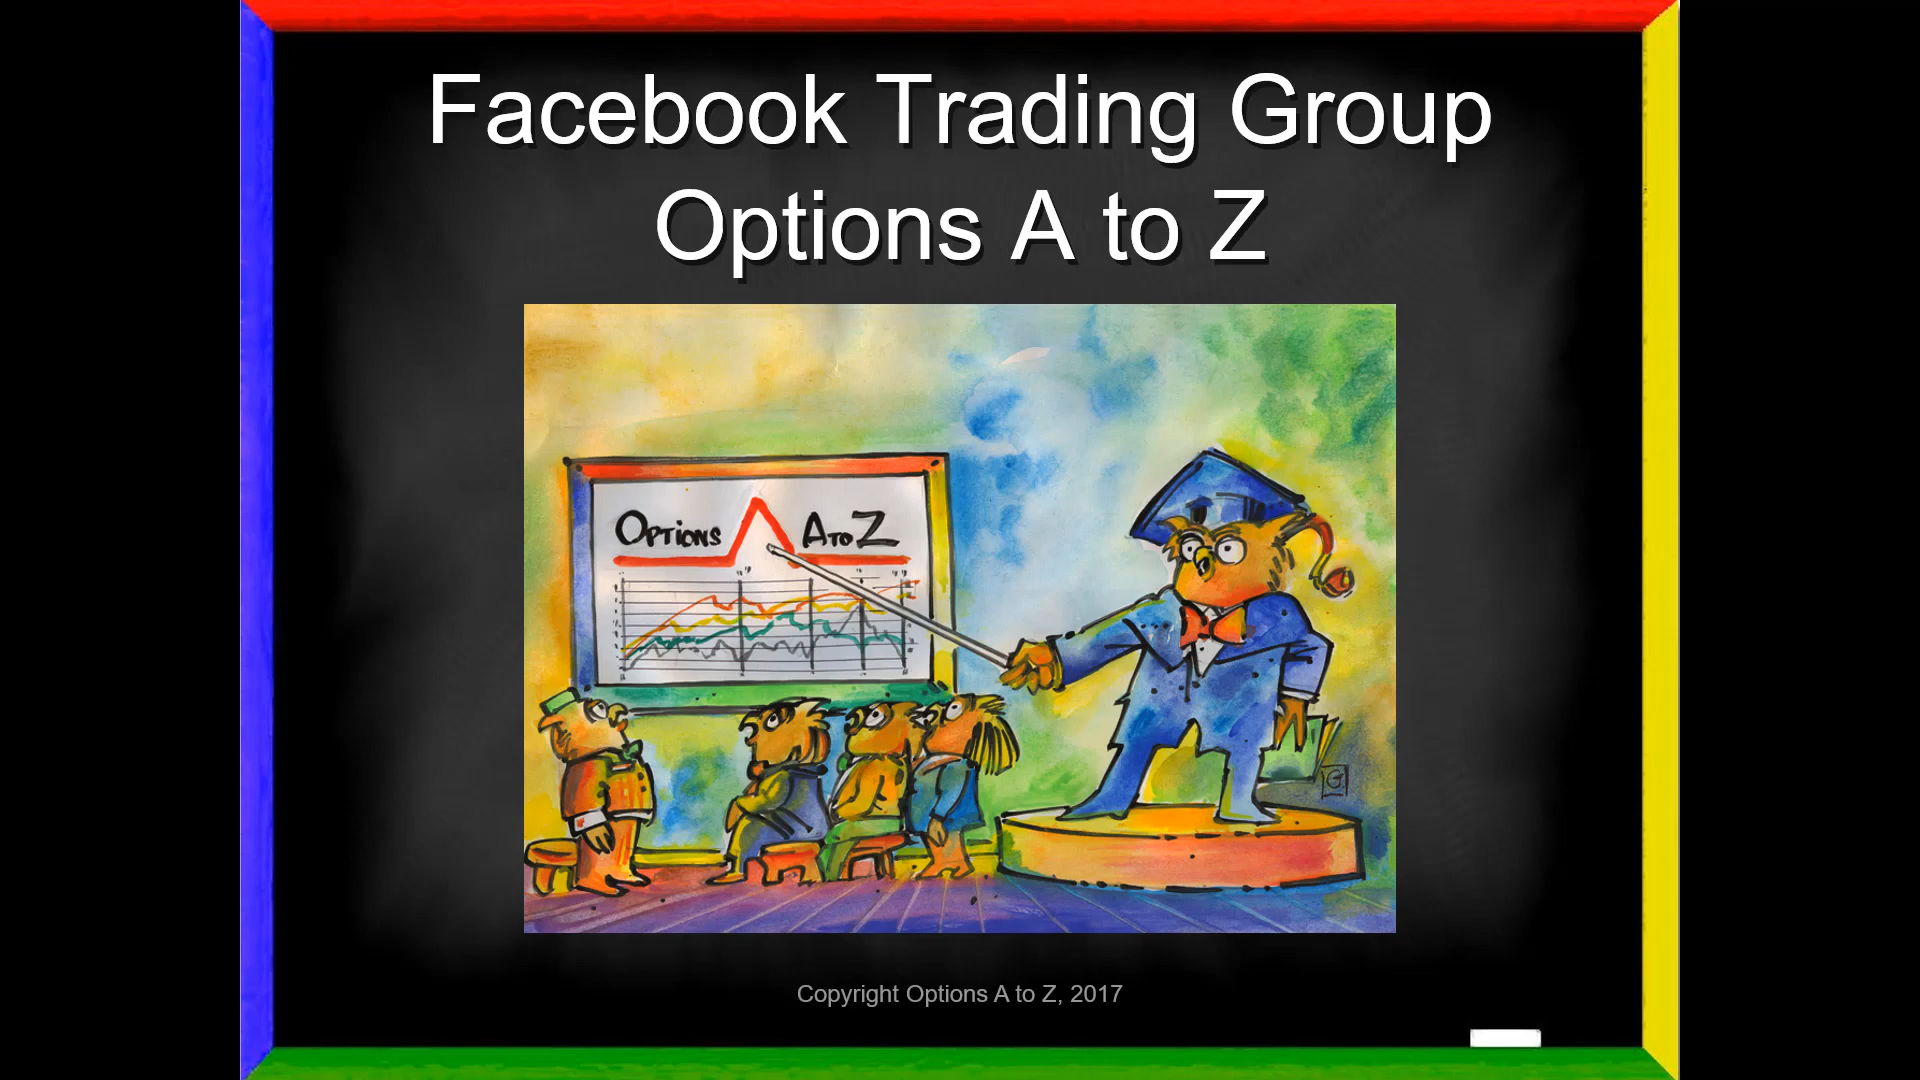 Facebook Trading Group
Options A to Z
OPTiONS A TO Z
G
Copyright Options A to Z, 2017